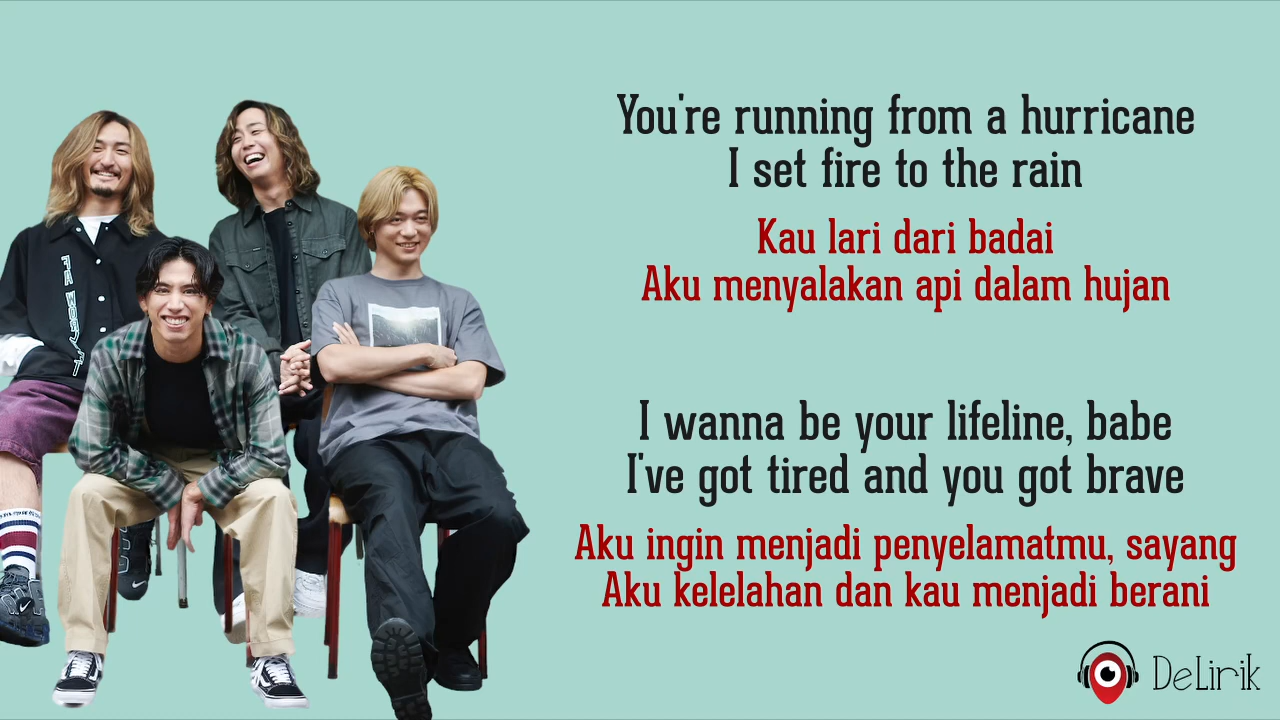 You're running from a hurricane
I set fire to the rain
Kau lari dari badai
Aku menyalakan api dalam hujan
I wanna be your lifeline, babe
I've got tired and you got brave
Aku ingin menjadi penyelamatmu, sayang
Aku kelelahan dan kau menjadi berani
DeLirik